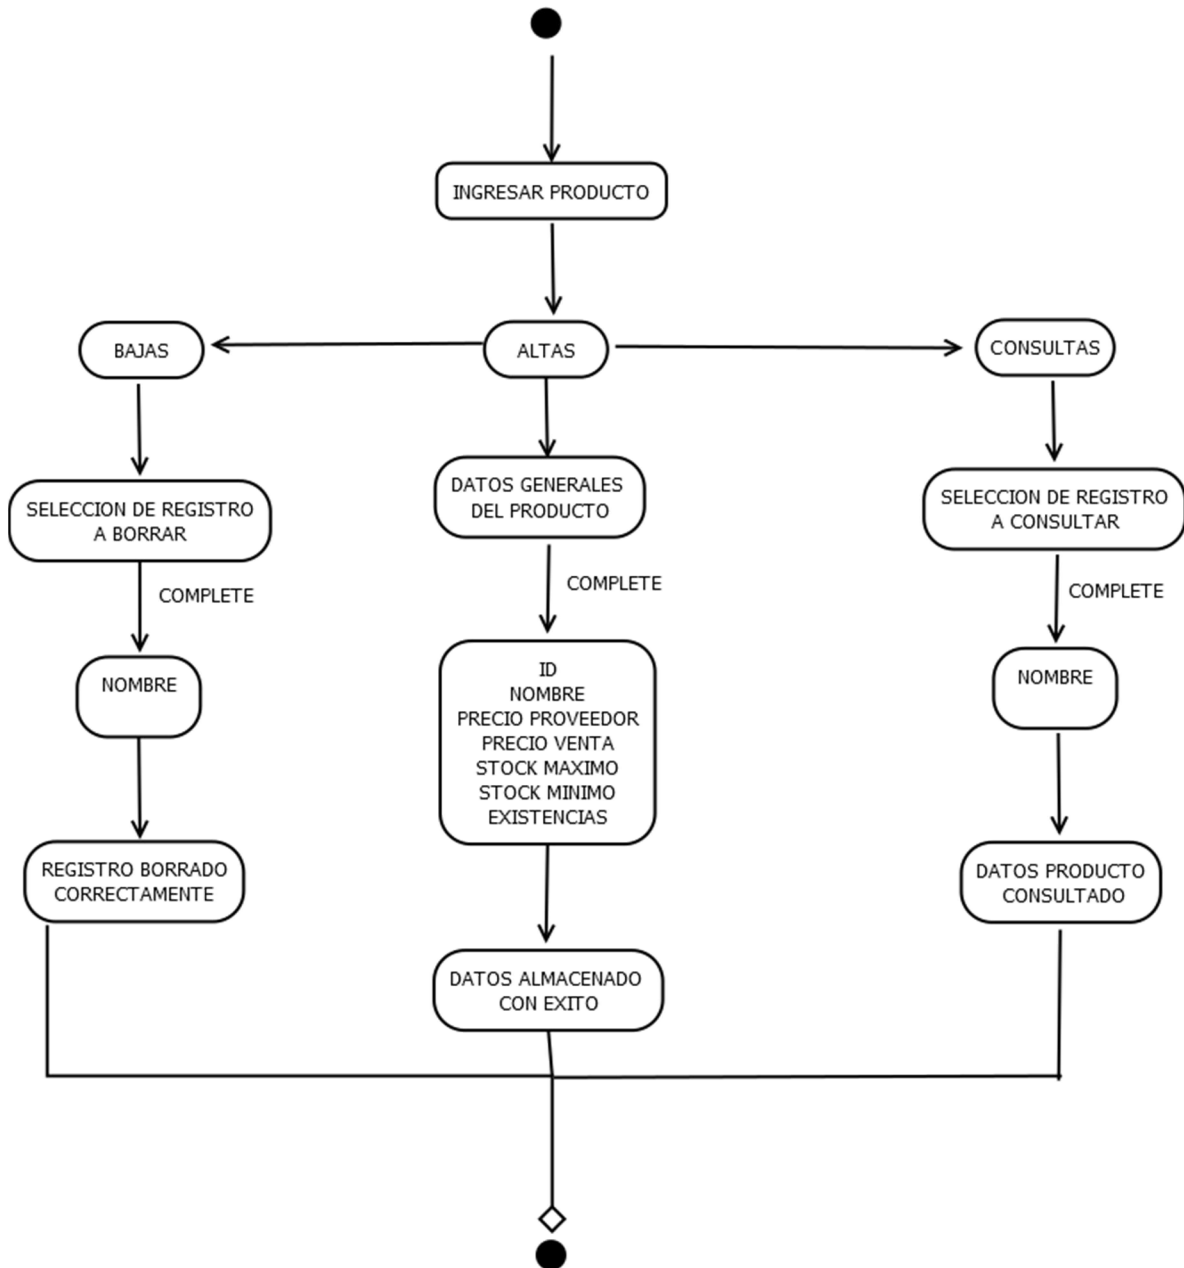 INGRESAR PRODUCTO
BAJAS
ALTAS
CONSULTAS
SELECCION DE REGISTRO
A BORRAR
DATOS GENERALES
DEL PRODUCTO
SELECCION DE REGISTRO
A CONSULTAR
COMPLETE
COMPLETE
COMPLETE
NOMBRE
ID
NOMBRE
PRECIO PROVEEDOR
PRECIO VENTA
STOCK MAXIMO
STOCK MINIMO
EXISTENCIAS
NOMBRE
REGISTRO BORRADO
CORRECTAMENTE
DATOS PRODUCTO
CONSULTADO
DATOS ALMACENADO
CON EXITO